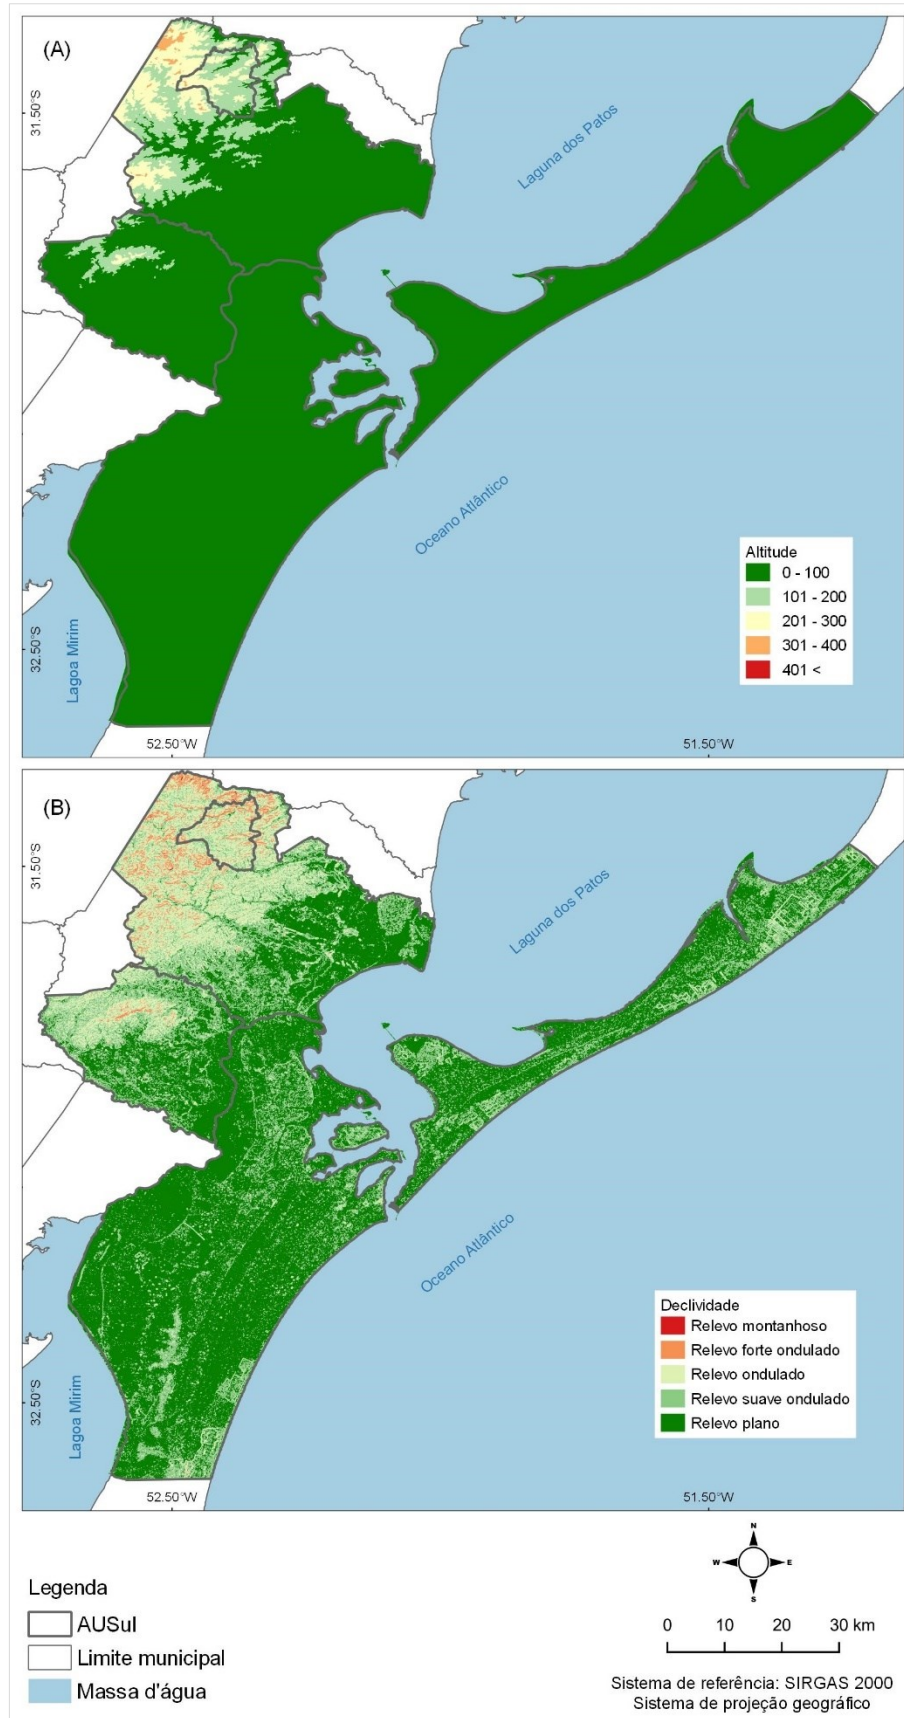 (A)
31.50°S
Laguna dos Patos
Oceano Atlântico
Altitude
0 - 100
101 - 200
201 - 300
301 - 400
401 <
32.50°S
Lagoa Mirim
52.50°W
51.50°W
(B)
31.50°S
Laguna dos Patos
Oceano Atlântico
Declividade
Relevo montanhoso
Relevo forte ondulado
Relevo ondulado
Relevo suave ondulado
Relevo plano
32.50°S
Lagoa Mirim
52.50°W
51.50°W
N
W
E
S
Legenda
AUSul
Limite municipal
Massa d'água
0 10 20 30 km
Sistema de referência: SIRGAS 2000
Sistema de projeção geográfico